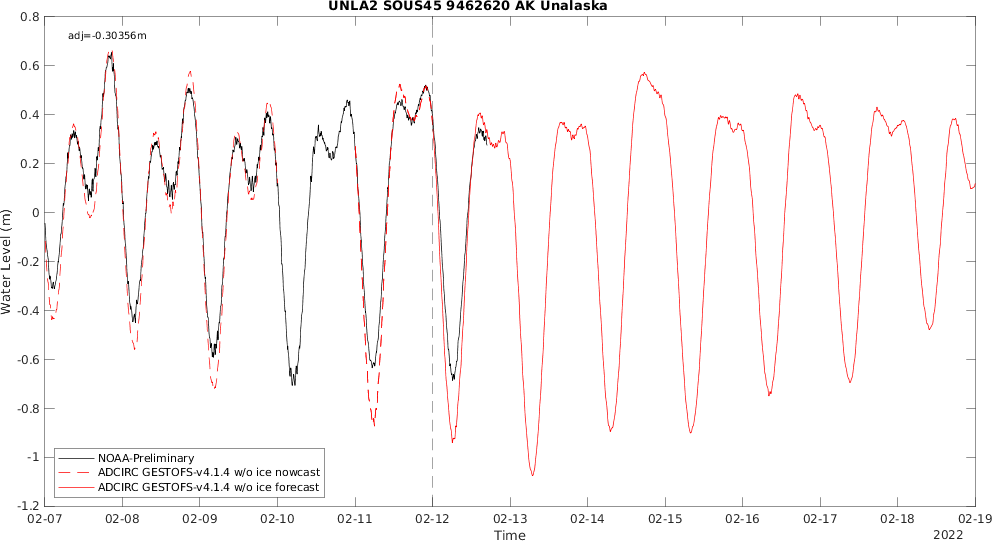 UNLA2 SOUS45 9462620 AK Unalaska
adj=-0.30356m
0.8
0.6
0.4
0.2
0
-0.2
-0.4
-0.6
-0.8
-1
-1.2
Water Level (m)
NOAA-Preliminary
ADCIRC GESTOFS-v4.1.4 w/o ice nowcast
ADCIRC GESTOFS-v4.1.4 w/o ice forecast
02-07 02-08 02-09 02-10 02-11 02-12 02-13 02-14 02-15 02-16 02-17 02-18 02-19
Time
2022